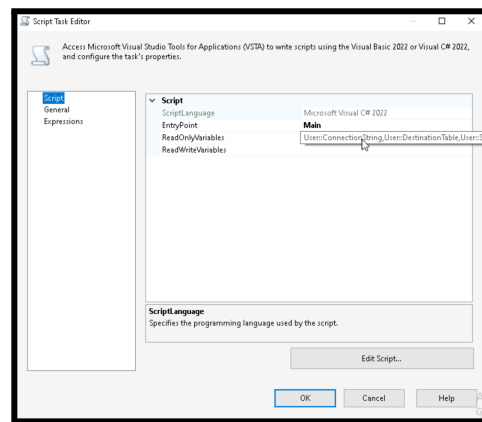 Script Task Editor
Access Microsoft Visual Studio Tools for Applications (VSTA) to write scripts using the Visual Basic 2022 or Visual C# 2022,
and configure the task's properties.
Script
General
Expressions
Script
ScriptLanguage Microsoft Visual C# 2022
EntryPoint Main
ReadOnlyVariables User::ConnectionString,User::DestinationTable,User::S
ReadWriteVariables
ScriptLanguage
Specifies the programming language used by the script.
Edit Script...
OK Cancel Help